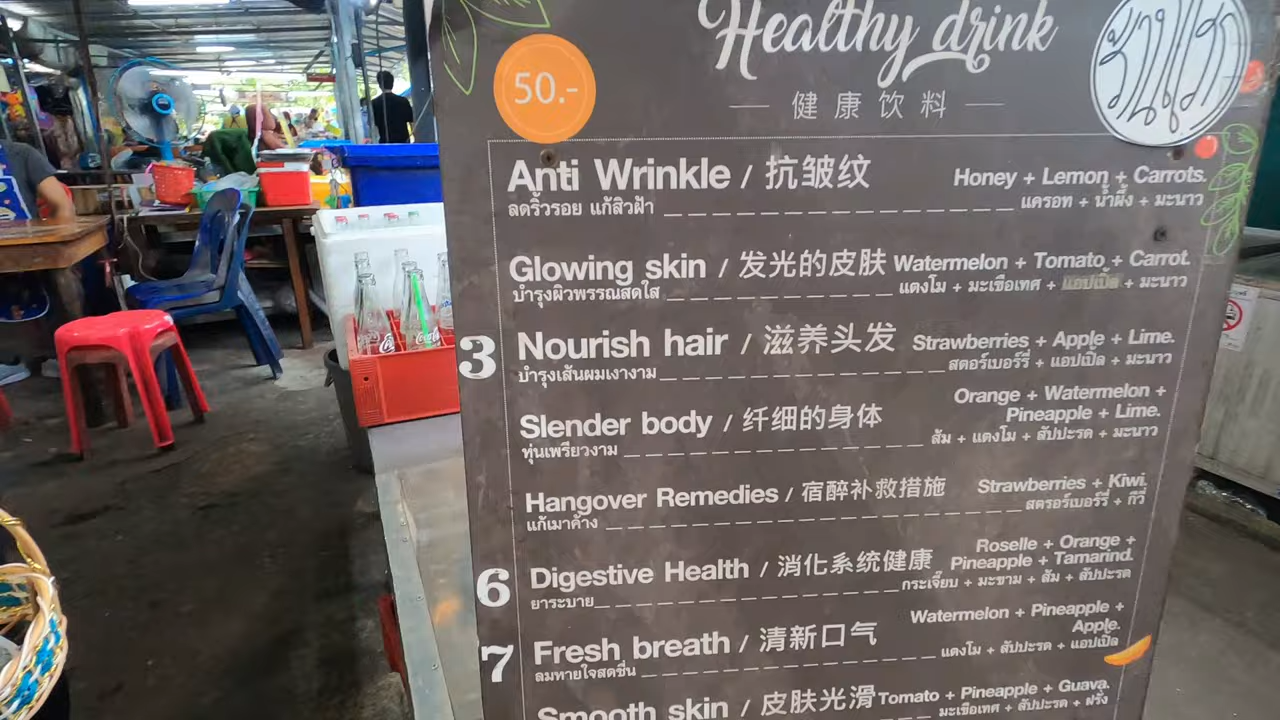 Healthy drink
50.-
健康饮料
Anti Wrinkle / 抗皱纹 Honey + Lemon + Carrots.
ลดริ้วรอย แก้สิวฝ้า แครอท + น้ำผึ้ง + มะนาว
Glowing skin / 发光的皮肤 Watermelon + Tomato + Carrot.
บำรุงผิวพรรณสดใส แตงโม + มะเขือเทศ + แอปเปิ้ล + มะนาว
3 Nourish hair / 滋养头发 Strawberries + Apple + Lime.
บำรุงเส้นผมเงางาม สตอร์เบอร์รี่ + แอปเปิ้ล + มะนาว
Slender body / 纤细的身体 Orange + Watermelon +
Pineapple + Lime.
หุ่นเพรียวงาม ส้ม + แตงโม + สัปปะรด + มะนาว
Hangover Remedies / 宿醉补救措施 Strawberries + Kiwi.
แก้เมาค้าง สตรอร์เบอร์รี่ + กีวี่
6 Digestive Health / 消化系统健康 Roselle + Orange +
Pineapple + Tamarind.
ยาระบาย กระเจี๊ยบ + มะขาม + ส้ม + สัปปะรด
7 Fresh breath / 清新口气 Watermelon + Pineapple +
Apple.
ลมหายใจสดชื่น แตงโม + สัปปะรด + แอปเปิ้ล
Smooth skin / 皮肤光滑 Tomato + Pineapple + Guava.
มะเขือเทศ + สัปปะรด + ฝรั่ง